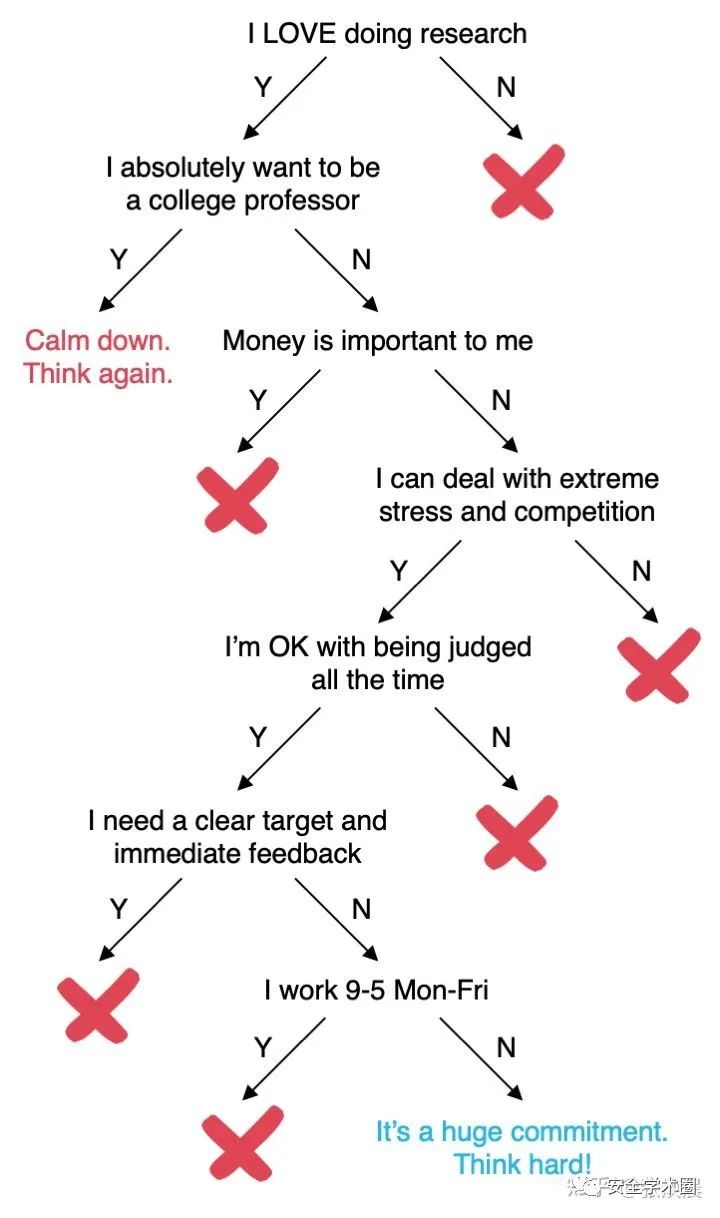 I LOVE doing research
Y
N
I absolutely want to be
a college professor
Y
N
Calm down.
Think again.
Money is important to me
Y
N
I can deal with extreme
stress and competition
Y
N
I'm OK with being judged
all the time
Y
N
I need a clear target and
immediate feedback
Y
N
I work 9-5 Mon-Fri
Y
N
It's a huge commitment.
Think hard!
安全学术圈